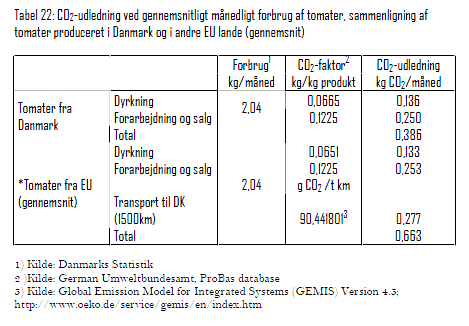 Tabel 22: CO2-udledning ved gennemsnitligt månedligt forbrug af tomater, sammenligning af
tomater produceret i Danmark og i andre EU lande (gennemsnit)
Forbrug1 CO2-faktor2 CO2-udledning
kg/måned kg/kg produkt kg CO2/måned
Tomater fra Danmark Dyrkning 2,04 0,0665 0,136
Forarbejdning og salg 0,1225 0,250
Total 0,386
*Tomater fra EU (gennemsnit) Dyrkning 2,04 0,0651 0,133
Forarbejdning og salg 0,1225 0,253
g CO2 /t km
Transport til DK
(1500km) 90,4418013 0,277
Total 0,663
1) Kilde: Danmarks Statistik
2 )Kilde: German Umweltbundesamt, ProBas database
3) Kilde: Global Emission Model for Integrated Systems (GEMIS) Version 4.3;
http://www.oeko.de/service/gemis/en/index.htm